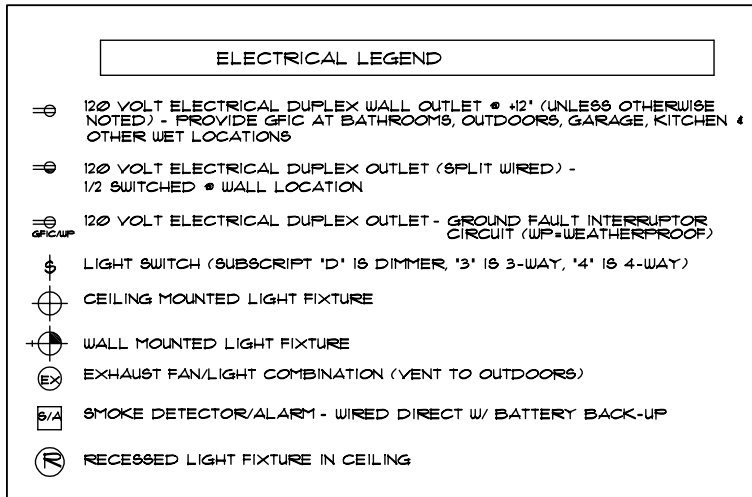 ELECTRICAL LEGEND
120 VOLT ELECTRICAL DUPLEX WALL OUTLET @ +12" (UNLESS OTHERWISE
NOTED) - PROVIDE GFIC AT BATHROOMS, OUTDOORS, GARAGE, KITCHEN &
OTHER WET LOCATIONS
120 VOLT ELECTRICAL DUPLEX OUTLET (SPLIT WIRED) -
1/2 SWITCHED @ WALL LOCATION
120 VOLT ELECTRICAL DUPLEX OUTLET - GROUND FAULT INTERRUPTOR
GFIC/WP CIRCUIT (WP=WEATHERPROOF)
$ LIGHT SWITCH (SUBSCRIPT "D" IS DIMMER, "3" IS 3-WAY, "4" IS 4-WAY)
CEILING MOUNTED LIGHT FIXTURE
WALL MOUNTED LIGHT FIXTURE
EX EXHAUST FAN/LIGHT COMBINATION (VENT TO OUTDOORS)
S/A SMOKE DETECTOR/ALARM - WIRED DIRECT W/ BATTERY BACK-UP
R RECESSED LIGHT FIXTURE IN CEILING